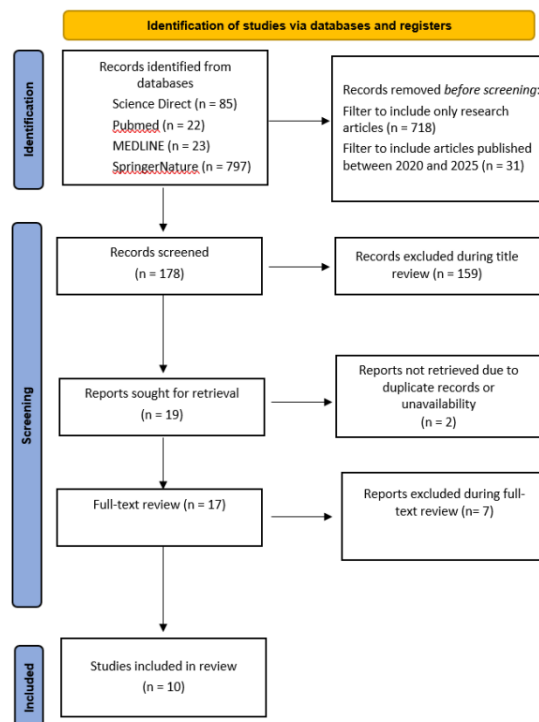 Identification of studies via databases and registers
Identification
Records identified from
databases
Science Direct (n = 85)
Pubmed (n = 22)
MEDLINE (n = 23)
SpringerNature (n = 797)
Records removed before screening:
Filter to include only research
articles (n = 718)
Filter to include articles published
between 2020 and 2025 (n = 31)
Screening
Records screened
(n = 178)
Records excluded during title
review (n = 159)
Reports sought for retrieval
(n = 19)
Reports not retrieved due to
duplicate records or
unavailability
(n = 2)
Full-text review (n = 17)
Reports excluded during full-
text review (n= 7)
Included
Studies included in review
(n = 10)